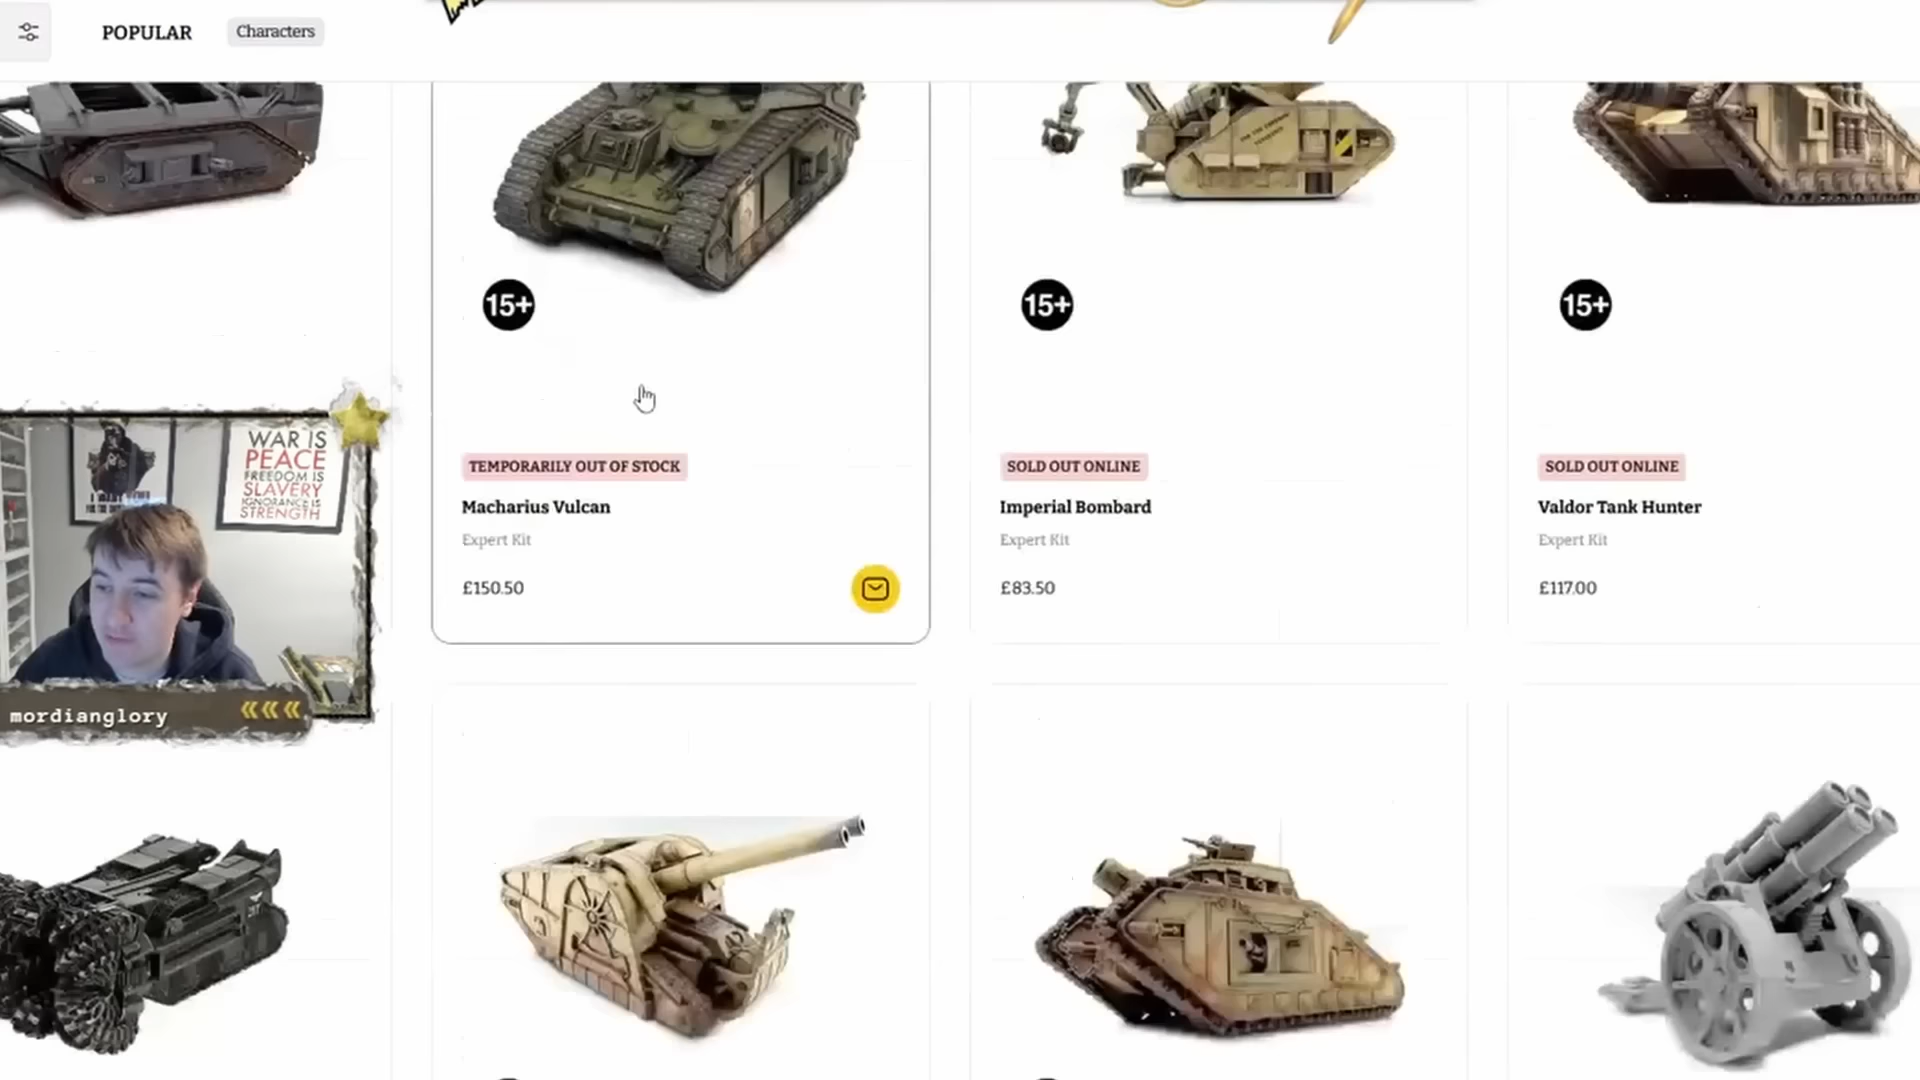 POPULAR
Characters
15+
15+
15+
TEMPORARILY OUT OF STOCK
Macharius Vulcan
Expert Kit
£150.50
SOLD OUT ONLINE
Imperial Bombard
Expert Kit
£83.50
SOLD OUT ONLINE
Valdor Tank Hunter
Expert Kit
£117.00
WAR IS
PEACE
FREEDOM IS
SLAVERY
IGNORANCE IS
STRENGTH
mordianglory